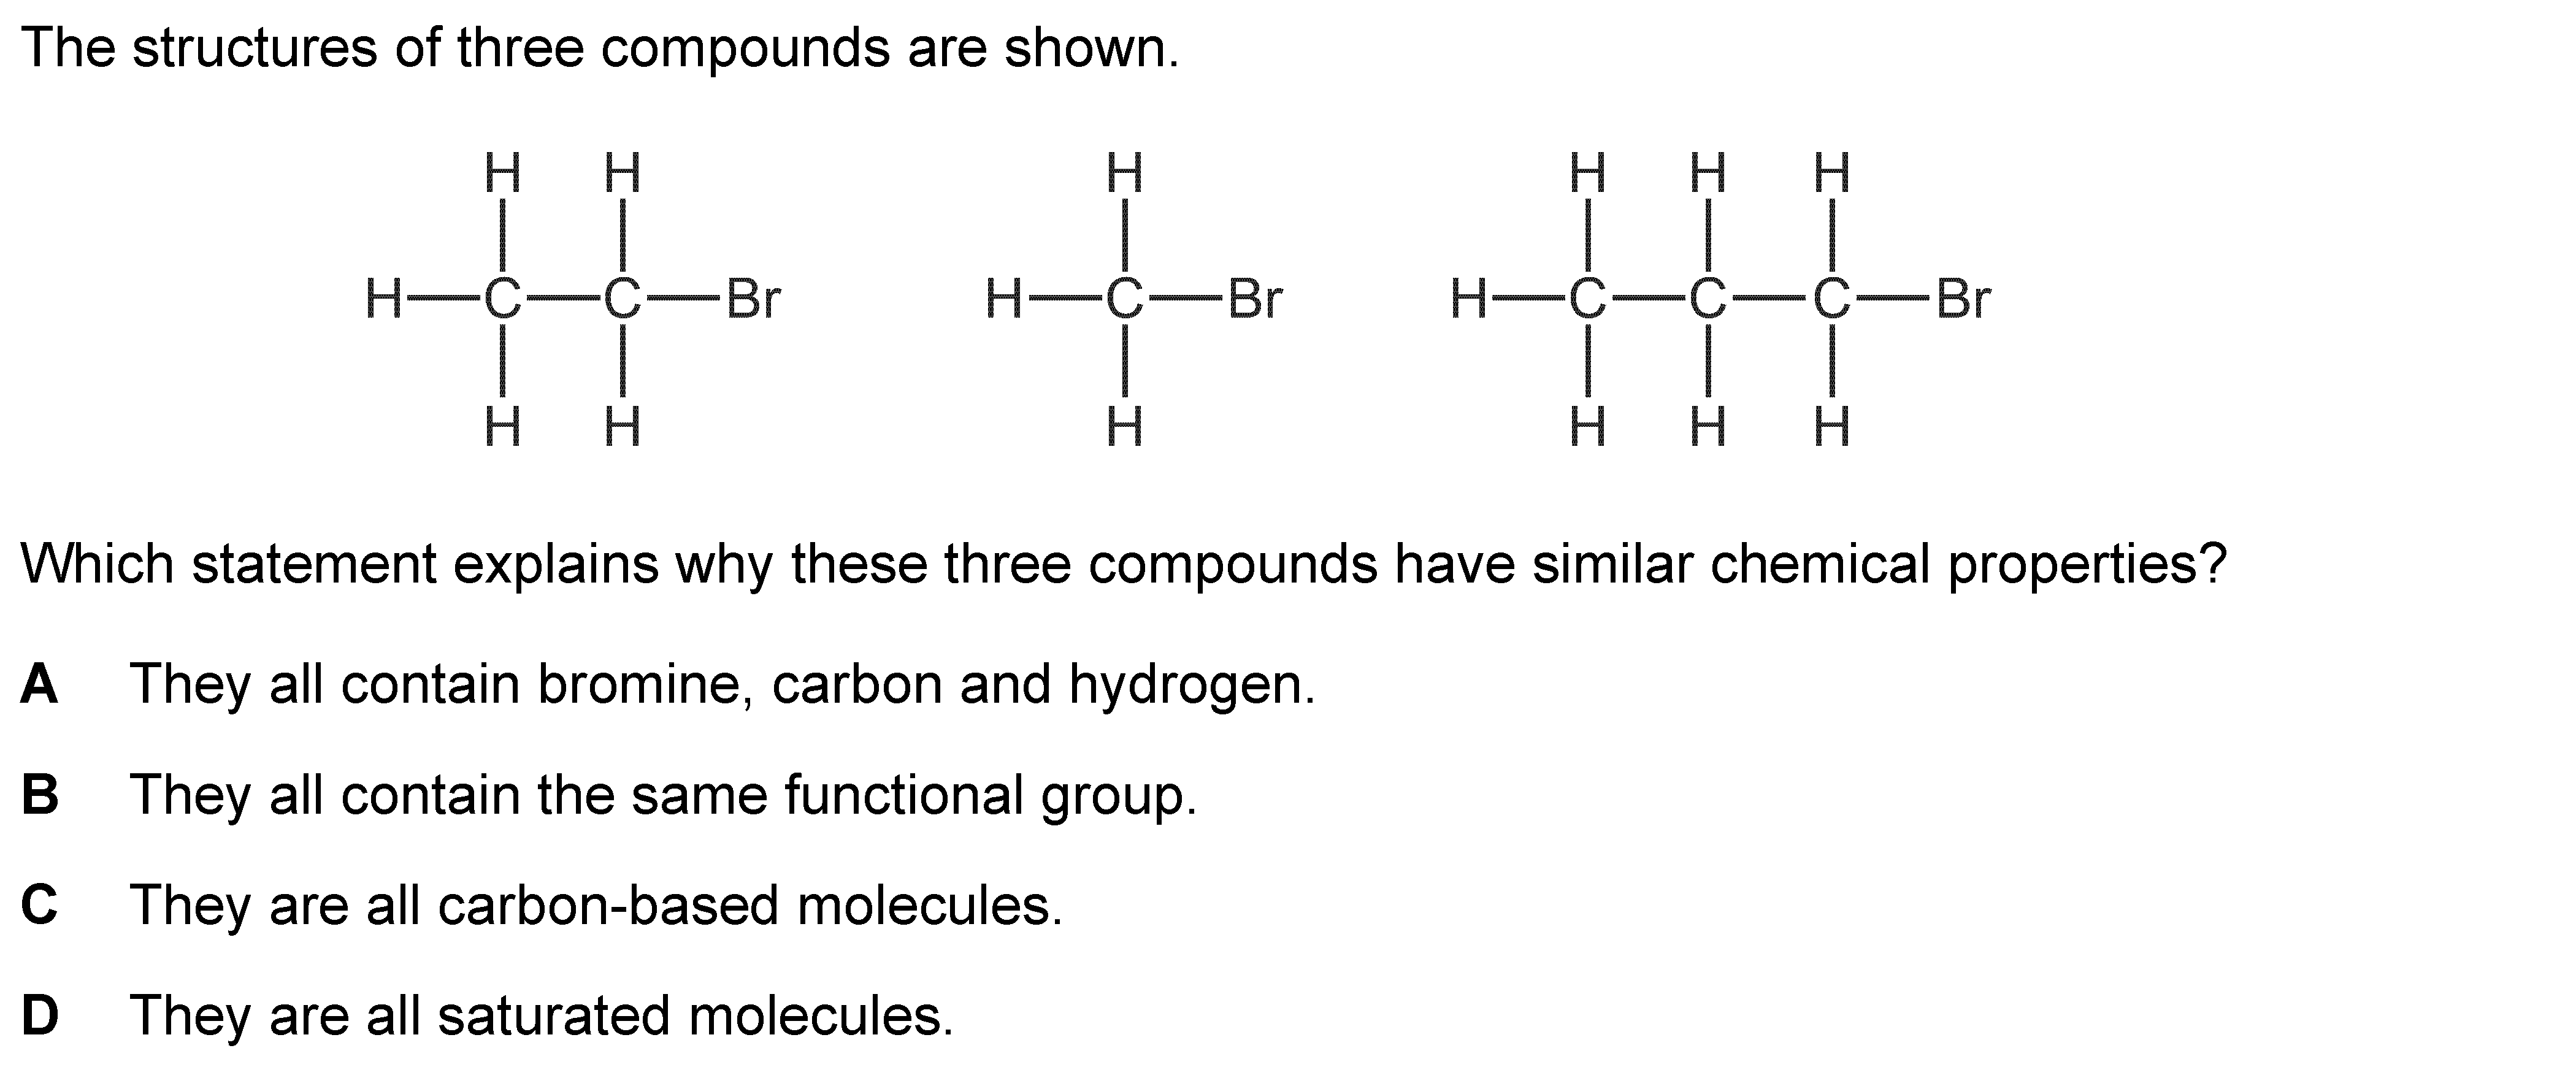 The structures of three compounds are shown.
H H H H H H
H C C Br H C Br H C C C Br
H H H H H H
Which statement explains why these three compounds have similar chemical properties?
A They all contain bromine, carbon and hydrogen.
B They all contain the same functional group.
C They are all carbon-based molecules.
D They are all saturated molecules.